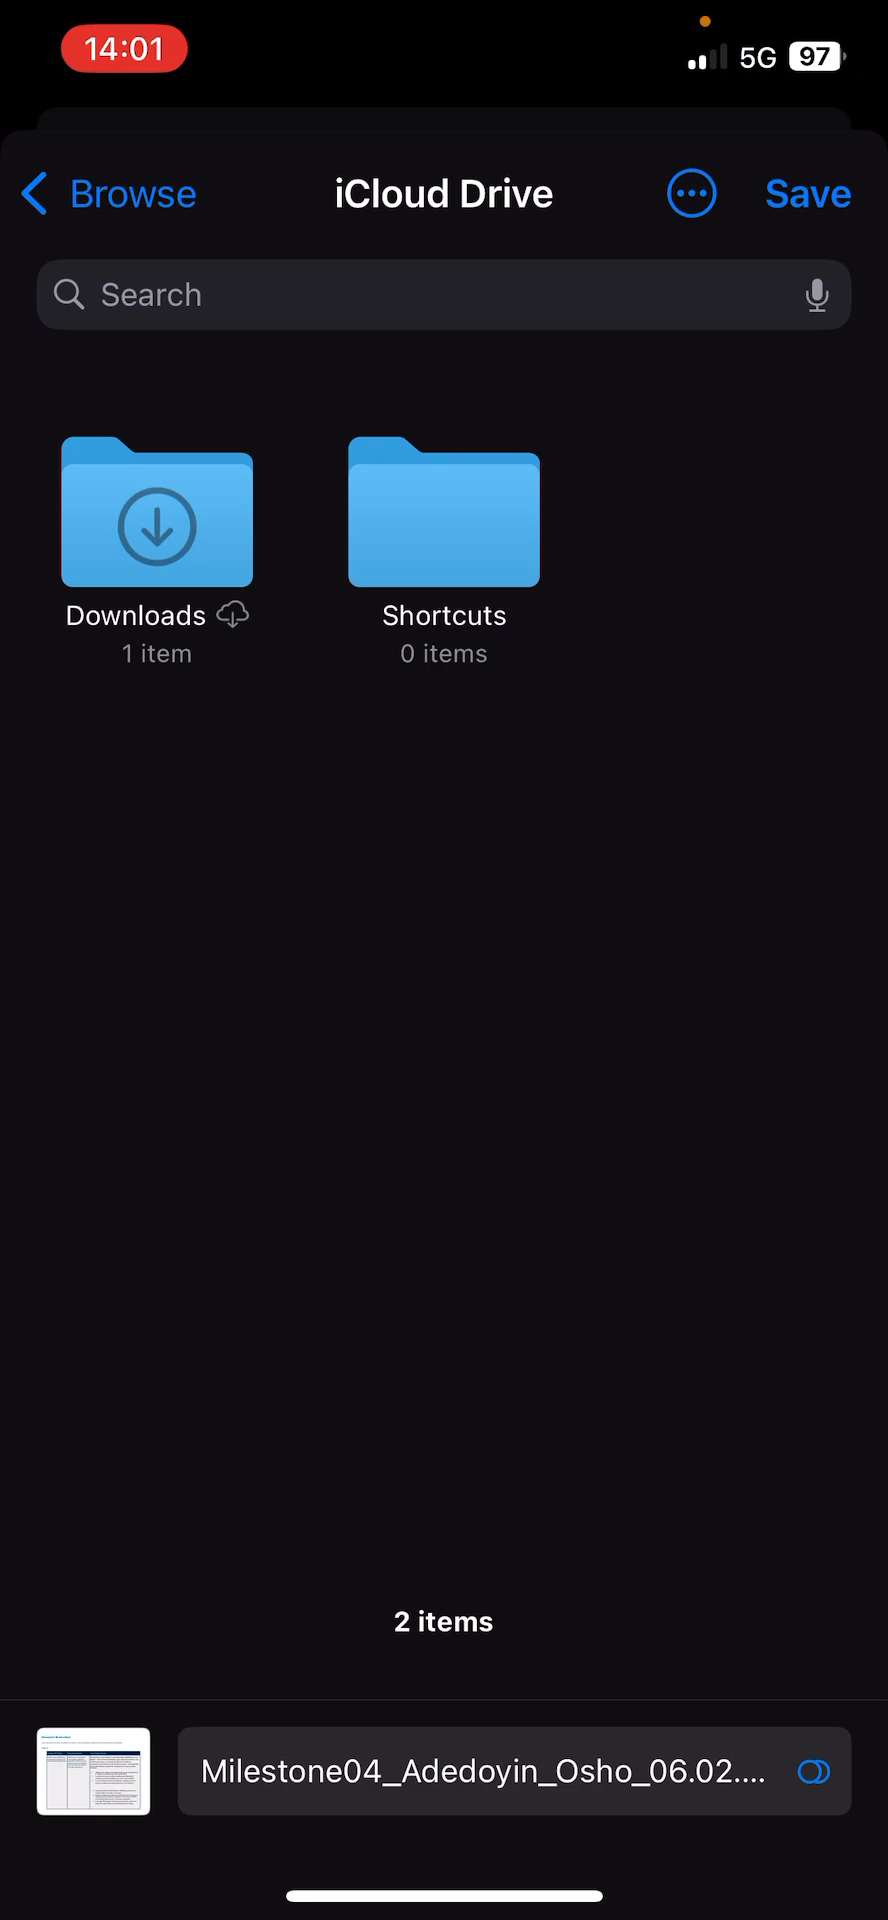 14:01
5G 97
Browse iCloud Drive Save
Search
Downloads Shortcuts
1 item 0 items
2 items
Milestone04_Adedoyin_Osho_06.02....